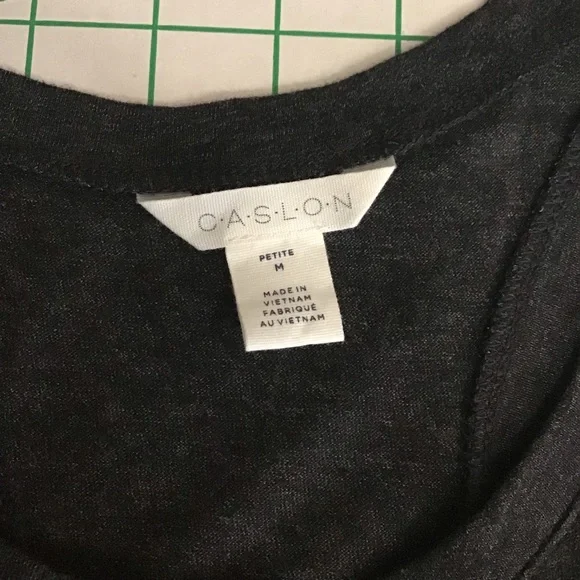 C·A·S·L·O·N
PETITE
M
MADE IN
VIETNAM
FABRIQUE
AU VIETNAM